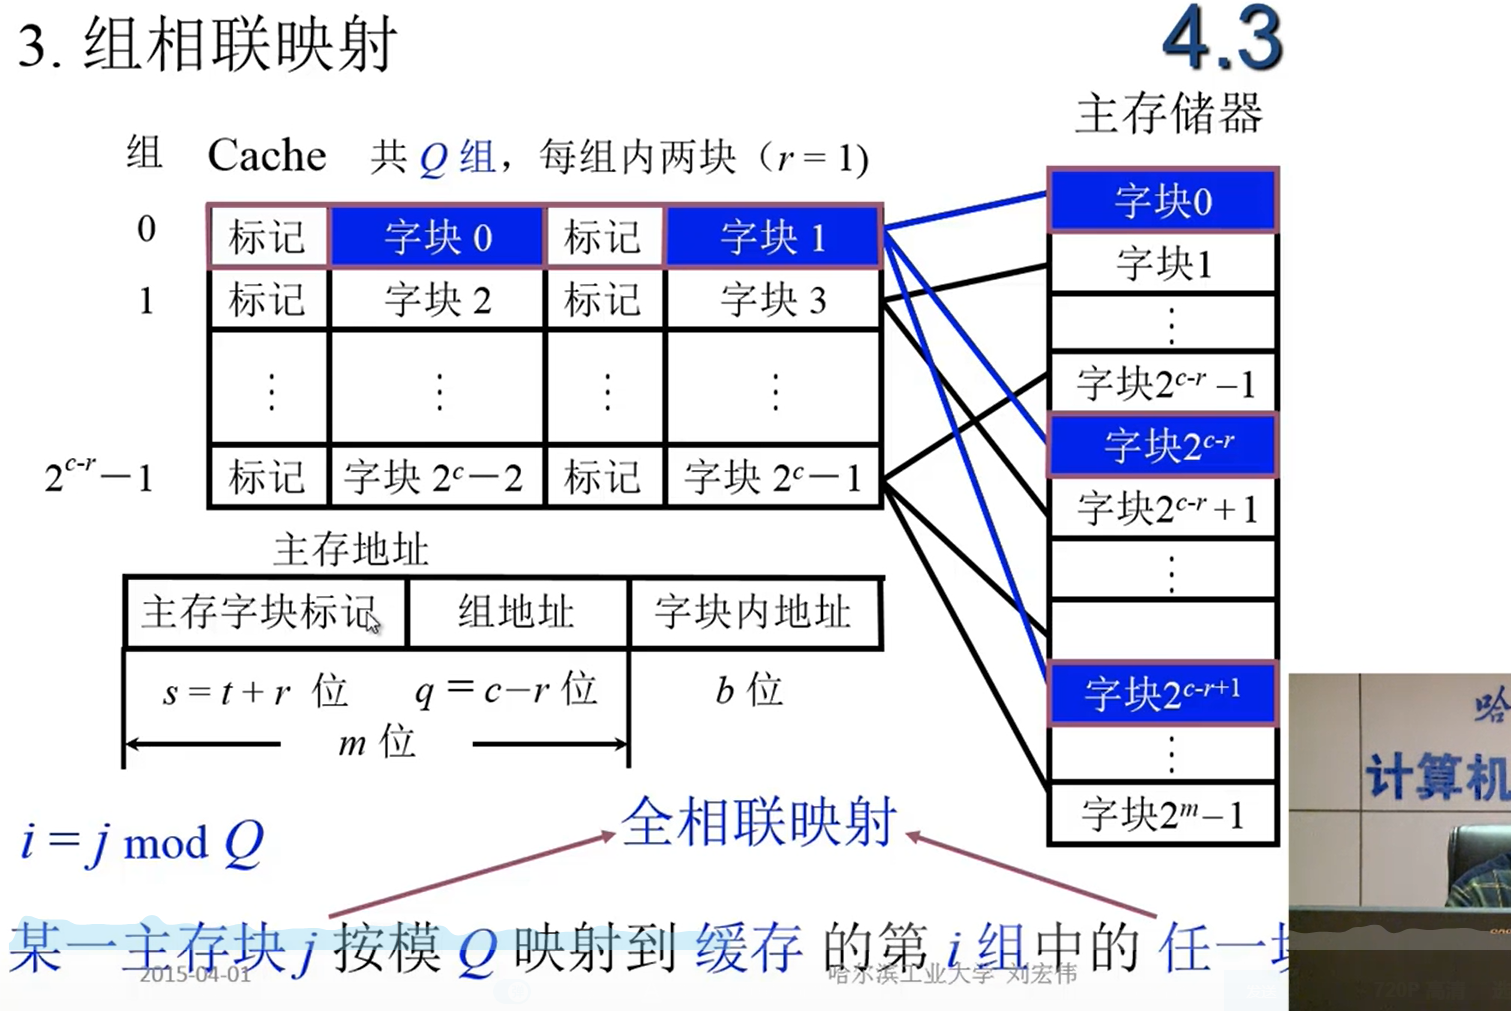 3. 组相联映射
4.3
主存储器
组 Cache 共 Q 组，每组内两块（r = 1)
0 标记 字块 0 标记 字块 1
1 标记 字块 2 标记 字块 3
⋮ ⋮ ⋮ ⋮
2^{c-r}－1 标记 字块 2^c－2 标记 字块 2^c－1
字块0
字块1
⋮
字块2^{c-r} –1
字块2^{c-r}
字块2^{c-r} + 1
⋮
字块2^{c-r+1}
⋮
字块2^m–1
主存地址
主存字块标记 组地址 字块内地址
s = t + r 位 q = c–r 位 b 位
m 位
i = j mod Q
全相联映射
某一主存块 j 按模 Q 映射到 缓存 的第 i 组中的 任一
2015-04-01
哈尔滨工业大学 刘宏伟
哈
计算机